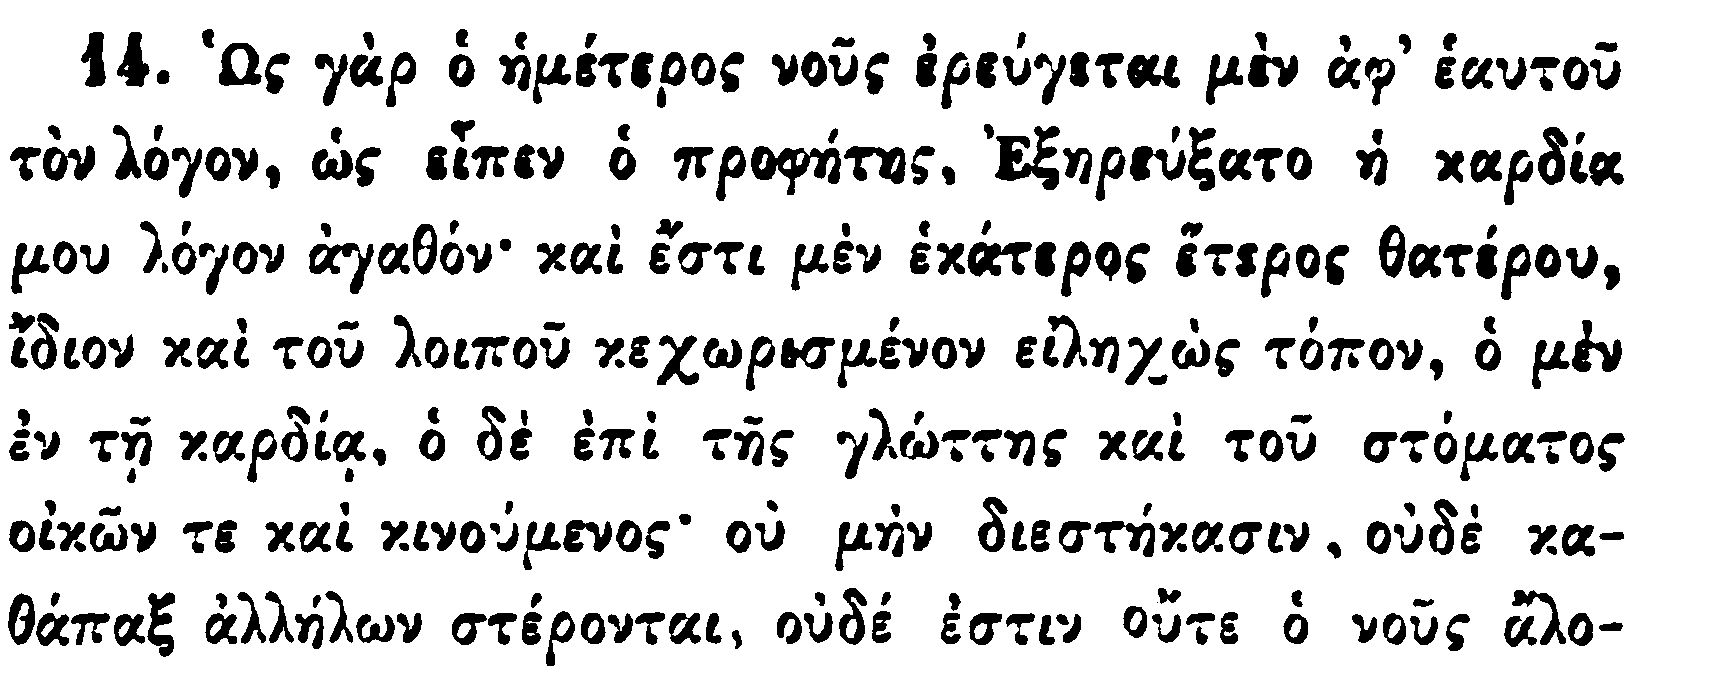 14. Ὡς γὰρ ὁ ἡμέτερος νοῦς ἐρεύγεται μὲν ἀφ’ ἑαυτοῦ
τὸν λόγον, ὡς εἶπεν ὁ προφήτης, Ἐξηρεύξατο ἡ καρδία
μου λόγον ἀγαθόν· καὶ ἔστι μὲν ἑκάτερος ἕτερος θατέρου,
ἴδιον καὶ τοῦ λοιποῦ κεχωρισμένον εἰληχὼς τόπον, ὁ μὲν
ἐν τῇ καρδίᾳ, ὁ δὲ ἐπὶ τῆς γλώττης καὶ τοῦ στόματος
οἰκῶν τε καὶ κινούμενος· οὐ μὴν διεστήκασιν, οὐδὲ κα-
θάπαξ ἀλλήλων στέρονται, οὐδέ ἐστιν οὔτε ὁ νοῦς ἄλο-